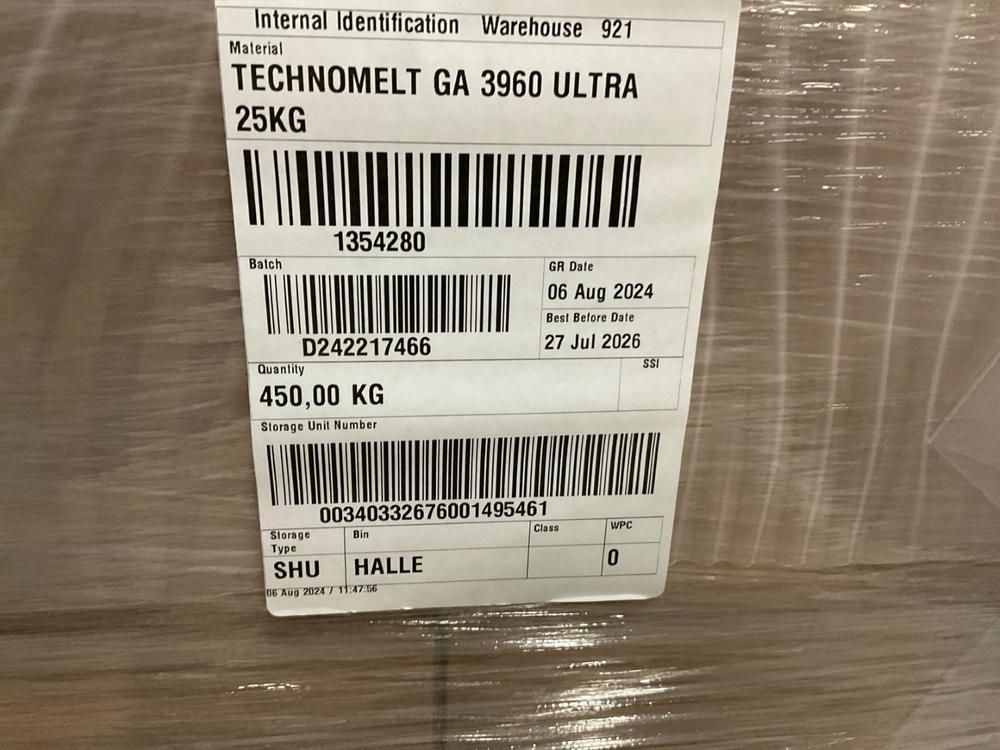 Internal Identification Warehouse 921
Material
TECHNOMELT GA 3960 ULTRA
25KG
1354280
Batch
D242217466
GR Date
06 Aug 2024
Best Before Date
27 Jul 2026
Quantity
450,00 KG
SSI
Storage Unit Number
00340332676001495461
Storage
Type
SHU
Bin
HALLE
Class
WPC
0
06 Aug 2024 / 11:47:56